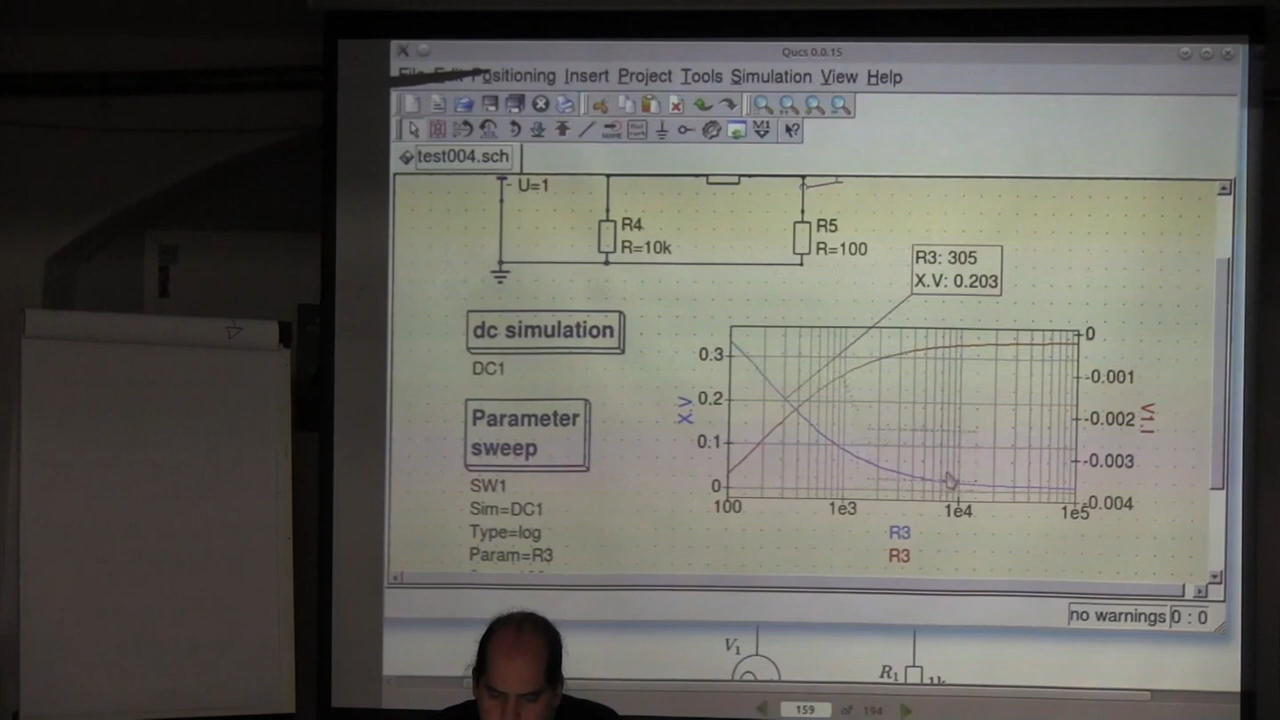 Qucs 0.0.15
File Edit Positioning Insert Project Tools Simulation View Help
test004.sch
U=1
R4
R=10k
R5
R=100
R3: 305
X.V: 0.203
dc simulation
DC1
Parameter
sweep
SW1
Sim=DC1
Type=log
Param=R3
X.V
0.3
0.2
0.1
0
100
1e3
1e4
1e5
0
-0.001
-0.002
-0.003
-0.004
V1.I
R3
R3
no warnings 0 : 0
V1
R1
159 of 194